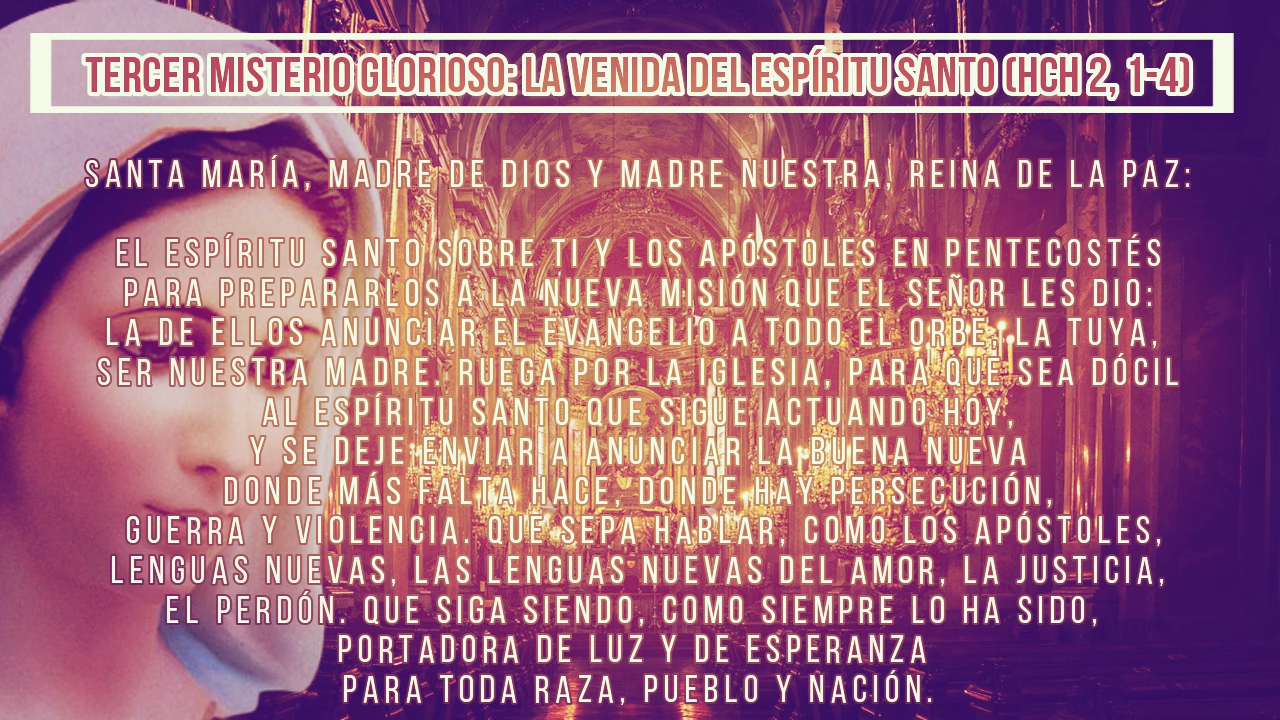 TERCER MISTERIO GLORIOSO: LA VENIDA DEL ESPÍRITU SANTO (HCH 2, 1-4)
SANTA MARÍA, MADRE DE DIOS Y MADRE NUESTRA, REINA DE LA PAZ:
EL ESPÍRITU SANTO SOBRE TI Y LOS APÓSTOLES EN PENTECOSTÉS
PARA PREPARARLOS A LA NUEVA MISIÓN QUE EL SEÑOR LES DIO:
LA DE ELLOS ANUNCIAR EL EVANGELIO A TODO EL ORBE, LA TUYA,
SER NUESTRA MADRE. RUEGA POR LA IGLESIA, PARA QUE SEA DÓCIL
AL ESPÍRITU SANTO QUE SIGUE ACTUANDO HOY,
Y SE DEJE ENVIAR A ANUNCIAR LA BUENA NUEVA
DONDE MÁS FALTA HACE, DONDE HAY PERSECUCIÓN,
GUERRA Y VIOLENCIA. QUE SEPA HABLAR, COMO LOS APÓSTOLES,
LENGUAS NUEVAS, LAS LENGUAS NUEVAS DEL AMOR, LA JUSTICIA,
EL PERDÓN. QUE SIGA SIENDO, COMO SIEMPRE LO HA SIDO,
PORTADORA DE LUZ Y DE ESPERANZA
PARA TODA RAZA, PUEBLO Y NACIÓN.